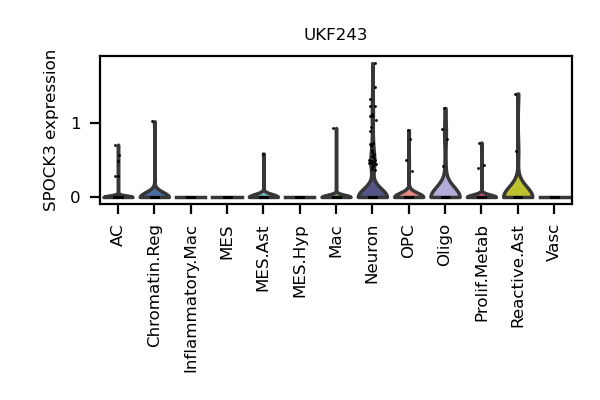 UKF243
SPOCK3 expression
1
0
AC
Chromatin.Reg
Inflammatory.Mac
MES
MES.Ast
MES.Hyp
Mac
Neuron
OPC
Oligo
Prolif.Metab
Reactive.Ast
Vasc